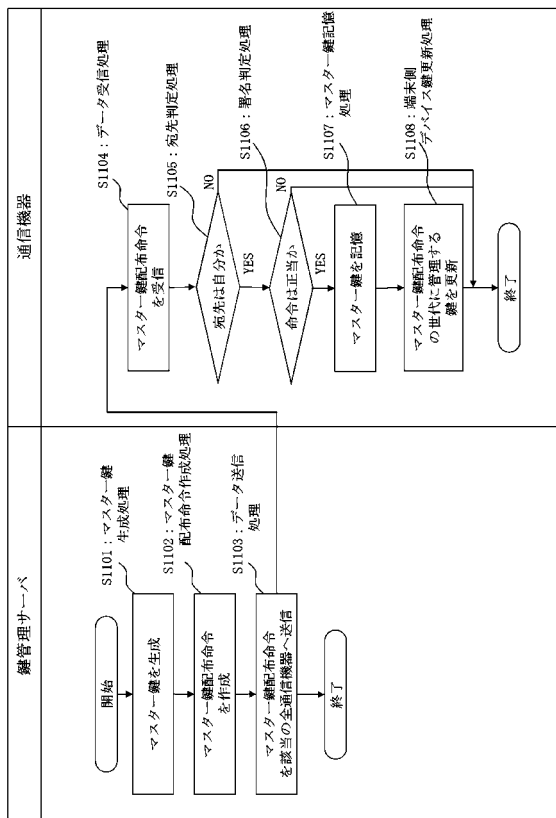 鍵管理サーバ
開始
S1101：マスター鍵
生成処理
マスター鍵を生成
S1102：マスター鍵
配布命令作成処理
マスター鍵配布命令
を作成
S1103：データ送信
処理
マスター鍵配布命令
を該当の全通信機器へ送信
終了
通信機器
S1104：データ受信処理
マスター鍵配布命令
を受信
S1105：宛先判定処理
宛先は自分か
NO
YES
S1106：署名判定処理
命令は正当か
NO
YES
S1107：マスター鍵記憶
処理
マスター鍵を記憶
S1108：端末側
デバイス鍵更新処理
マスター鍵配布命令
の世代に管理する
鍵を更新
終了